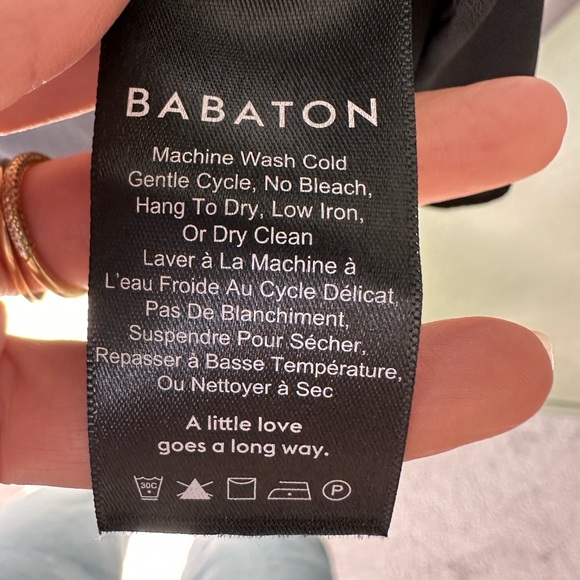 BABATON
Machine Wash Cold
Gentle Cycle, No Bleach,
Hang To Dry, Low Iron,
Or Dry Clean
Laver à La Machine à
L'eau Froide Au Cycle Délicat,
Pas De Blanchiment,
Suspendre Pour Sécher,
Repasser à Basse Température,
Ou Nettoyer à Sec
A little love
goes a long way.
30C P